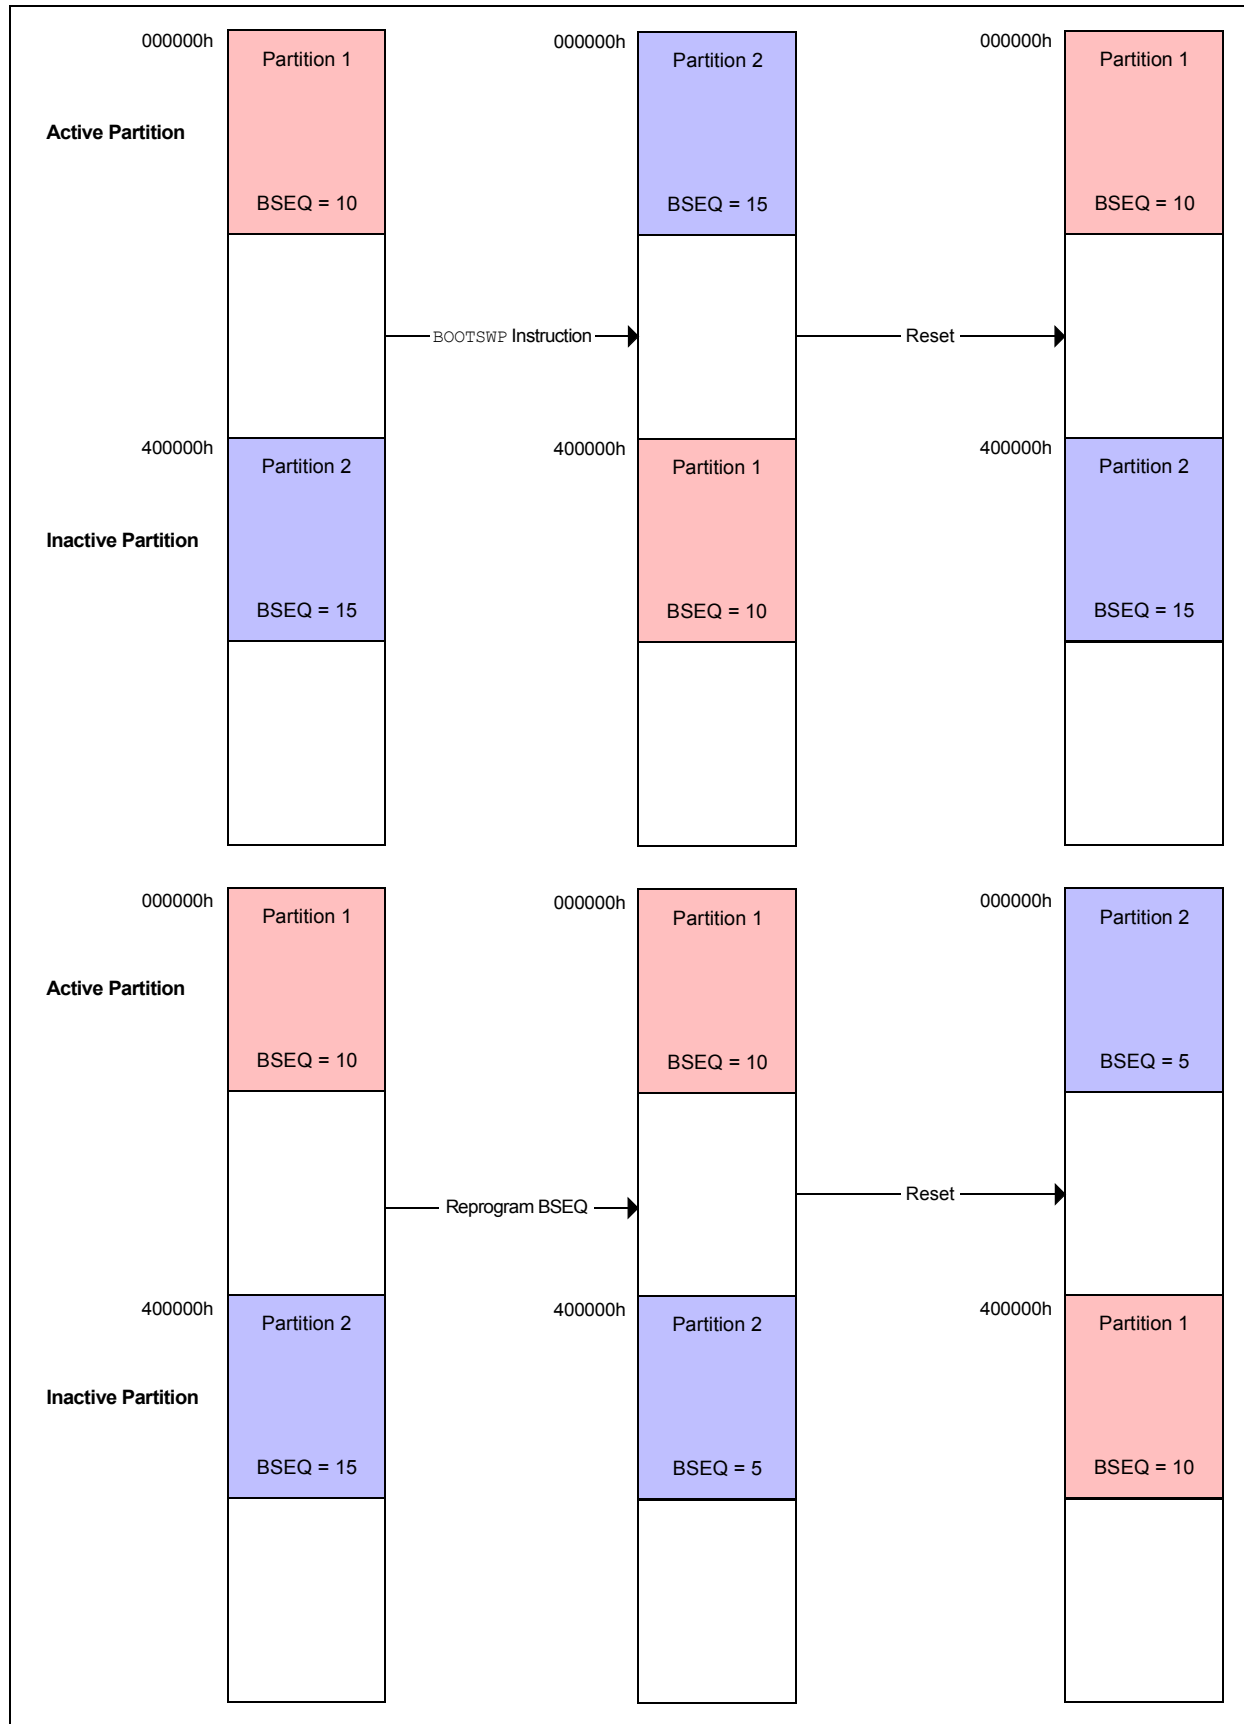 000000h
000000h
000000h
Partition 1
Partition 2
Partition 1
Active Partition
BSEQ = 10
BSEQ = 15
BSEQ = 10
BOOTSWP Instruction
Reset
400000h
400000h
400000h
Partition 2
Partition 1
Partition 2
Inactive Partition
BSEQ = 15
BSEQ = 10
BSEQ = 15
000000h
000000h
000000h
Partition 1
Partition 1
Partition 2
Active Partition
BSEQ = 10
BSEQ = 10
BSEQ = 5
Reprogram BSEQ
Reset
400000h
400000h
400000h
Partition 2
Partition 2
Partition 1
Inactive Partition
BSEQ = 15
BSEQ = 5
BSEQ = 10